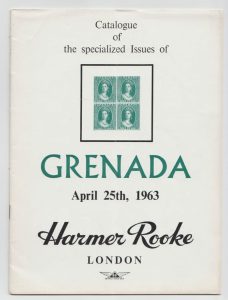 Catalogue
of
the specialized Issues of
GRENADA
April 25th, 1963
Harmer Rooke
LONDON